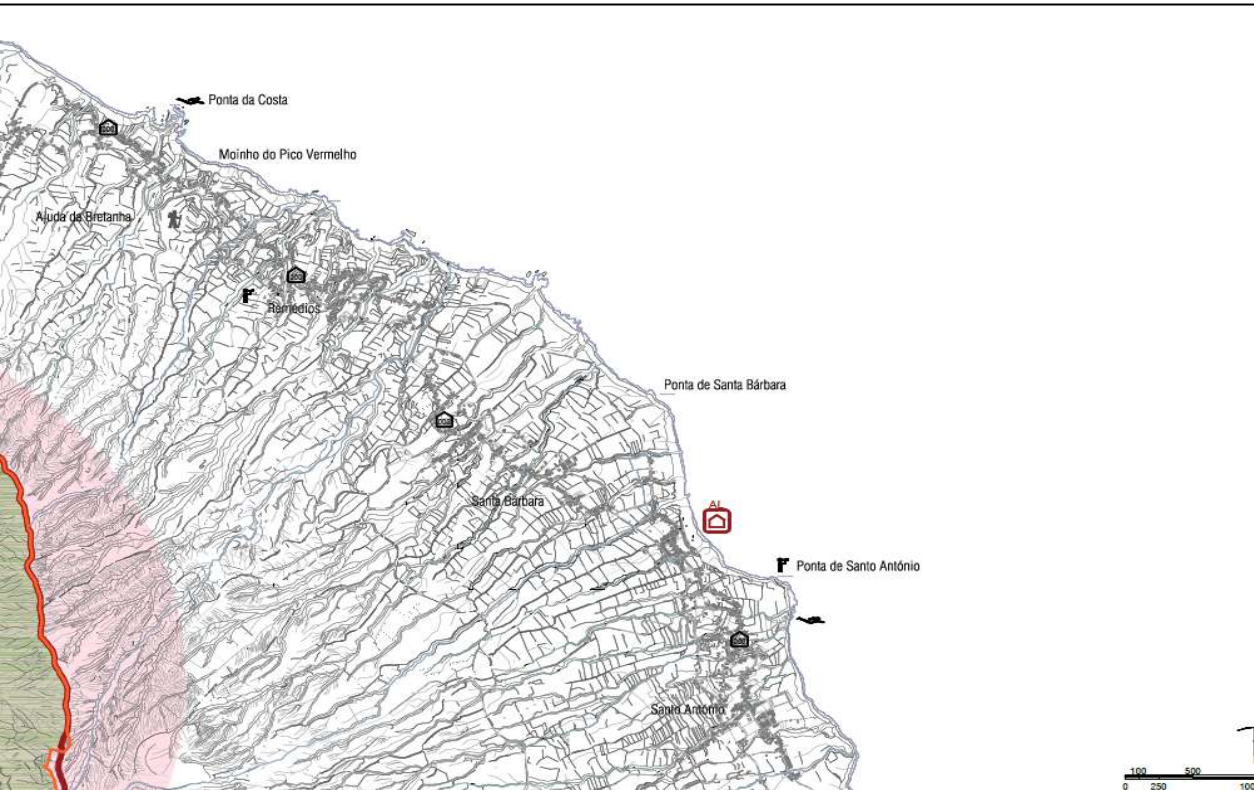 Ponta da Costa
Moinho do Pico Vermelho
Ajuda da Bretanha
Remédios
Ponta de Santa Bárbara
Santa Bárbara
AL
Ponta de Santo António
Santo António
100 500
0 250